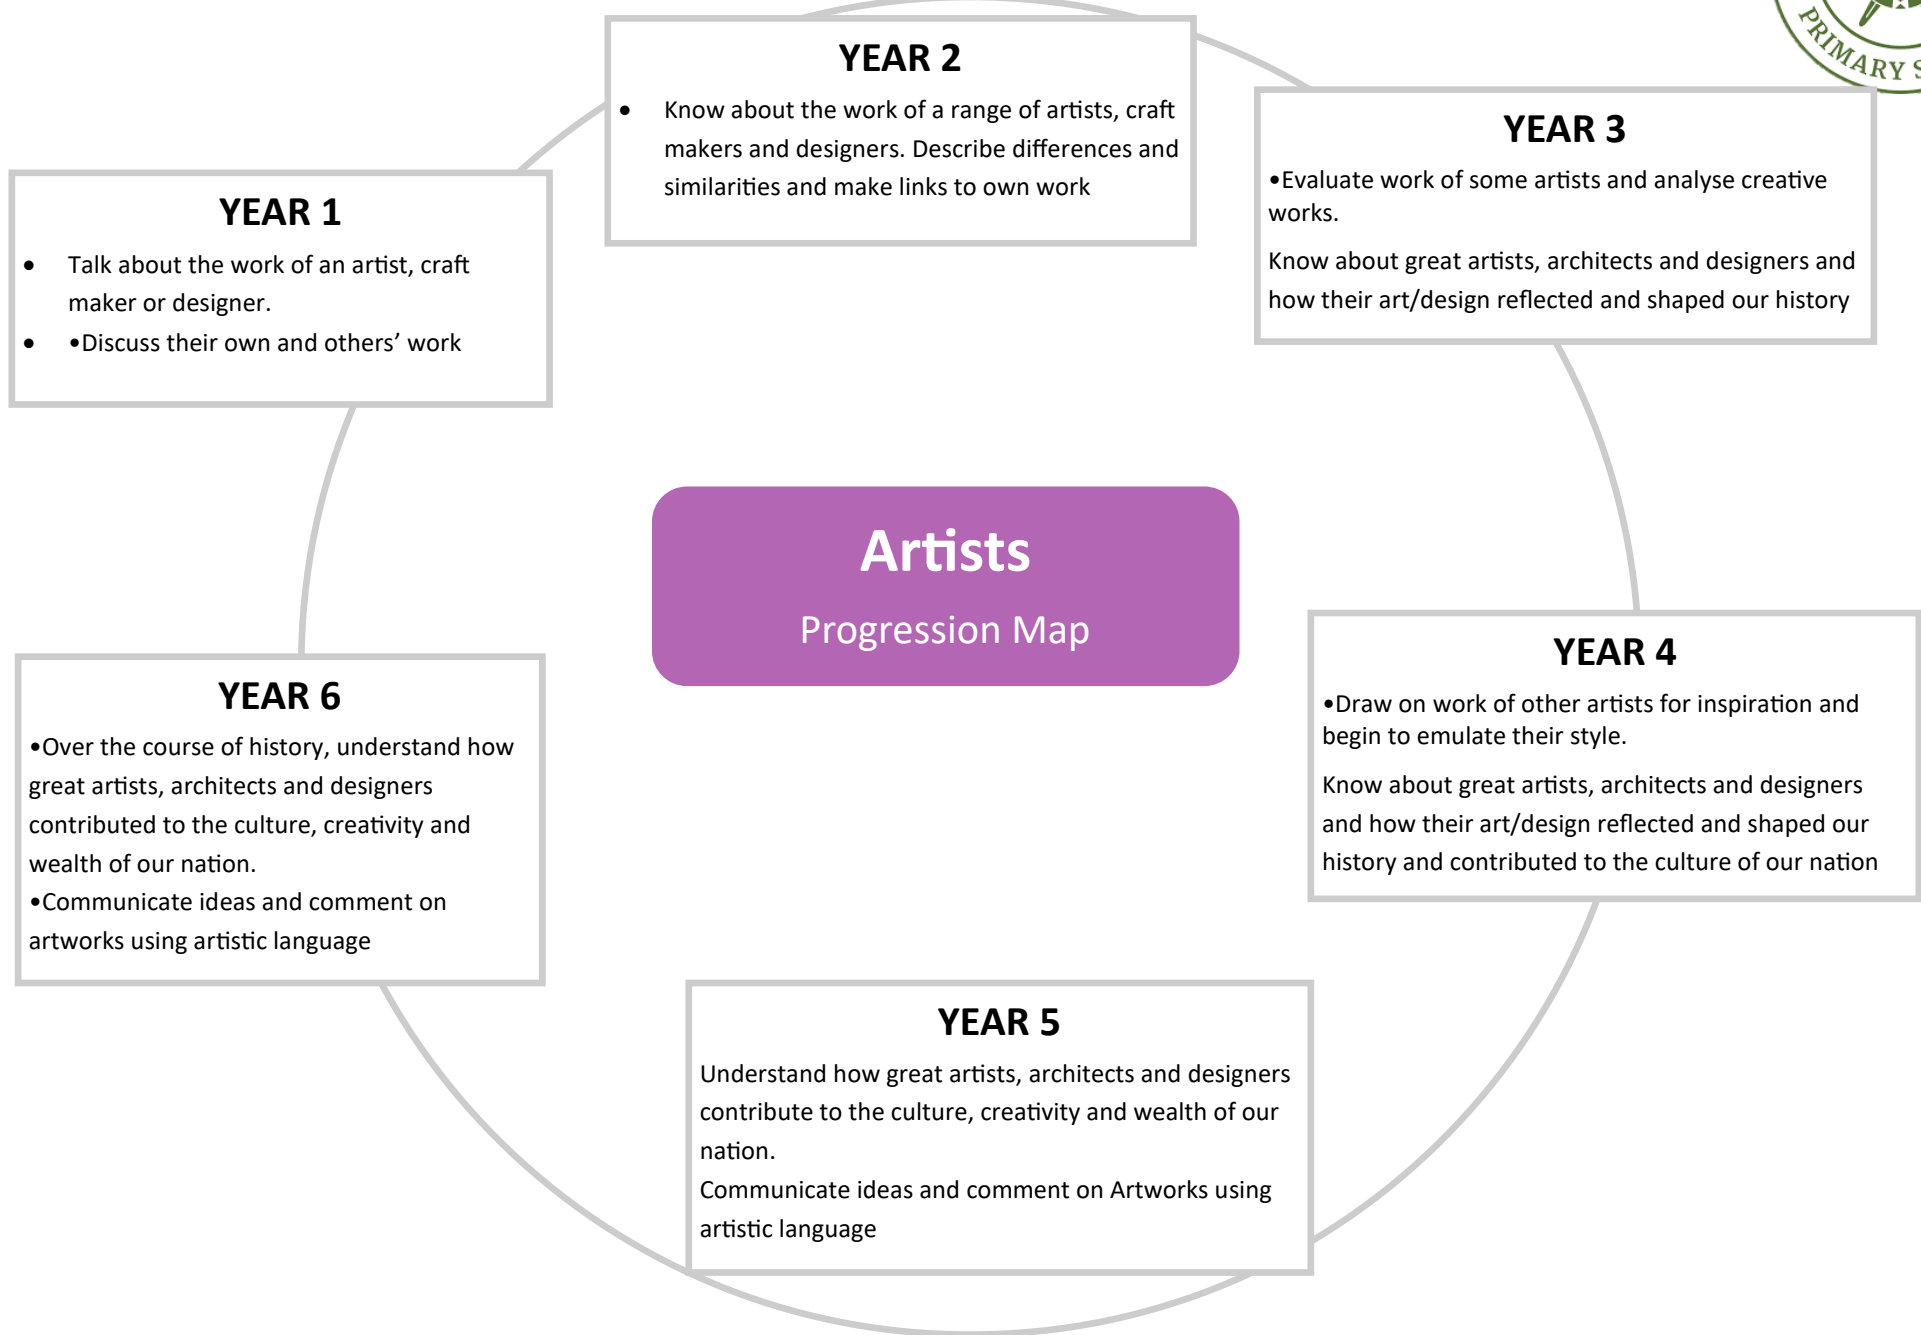 PRIMARY S
YEAR 1
• Talk about the work of an artist, craft
maker or designer.
• •Discuss their own and others’ work
YEAR 2
• Know about the work of a range of artists, craft
makers and designers. Describe differences and
similarities and make links to own work
YEAR 3
•Evaluate work of some artists and analyse creative
works.
Know about great artists, architects and designers and
how their art/design reflected and shaped our history
Artists
Progression Map
YEAR 4
•Draw on work of other artists for inspiration and
begin to emulate their style.
Know about great artists, architects and designers
and how their art/design reflected and shaped our
history and contributed to the culture of our nation
YEAR 5
Understand how great artists, architects and designers
contribute to the culture, creativity and wealth of our
nation.
Communicate ideas and comment on Artworks using
artistic language
YEAR 6
•Over the course of history, understand how
great artists, architects and designers
contributed to the culture, creativity and
wealth of our nation.
•Communicate ideas and comment on
artworks using artistic language